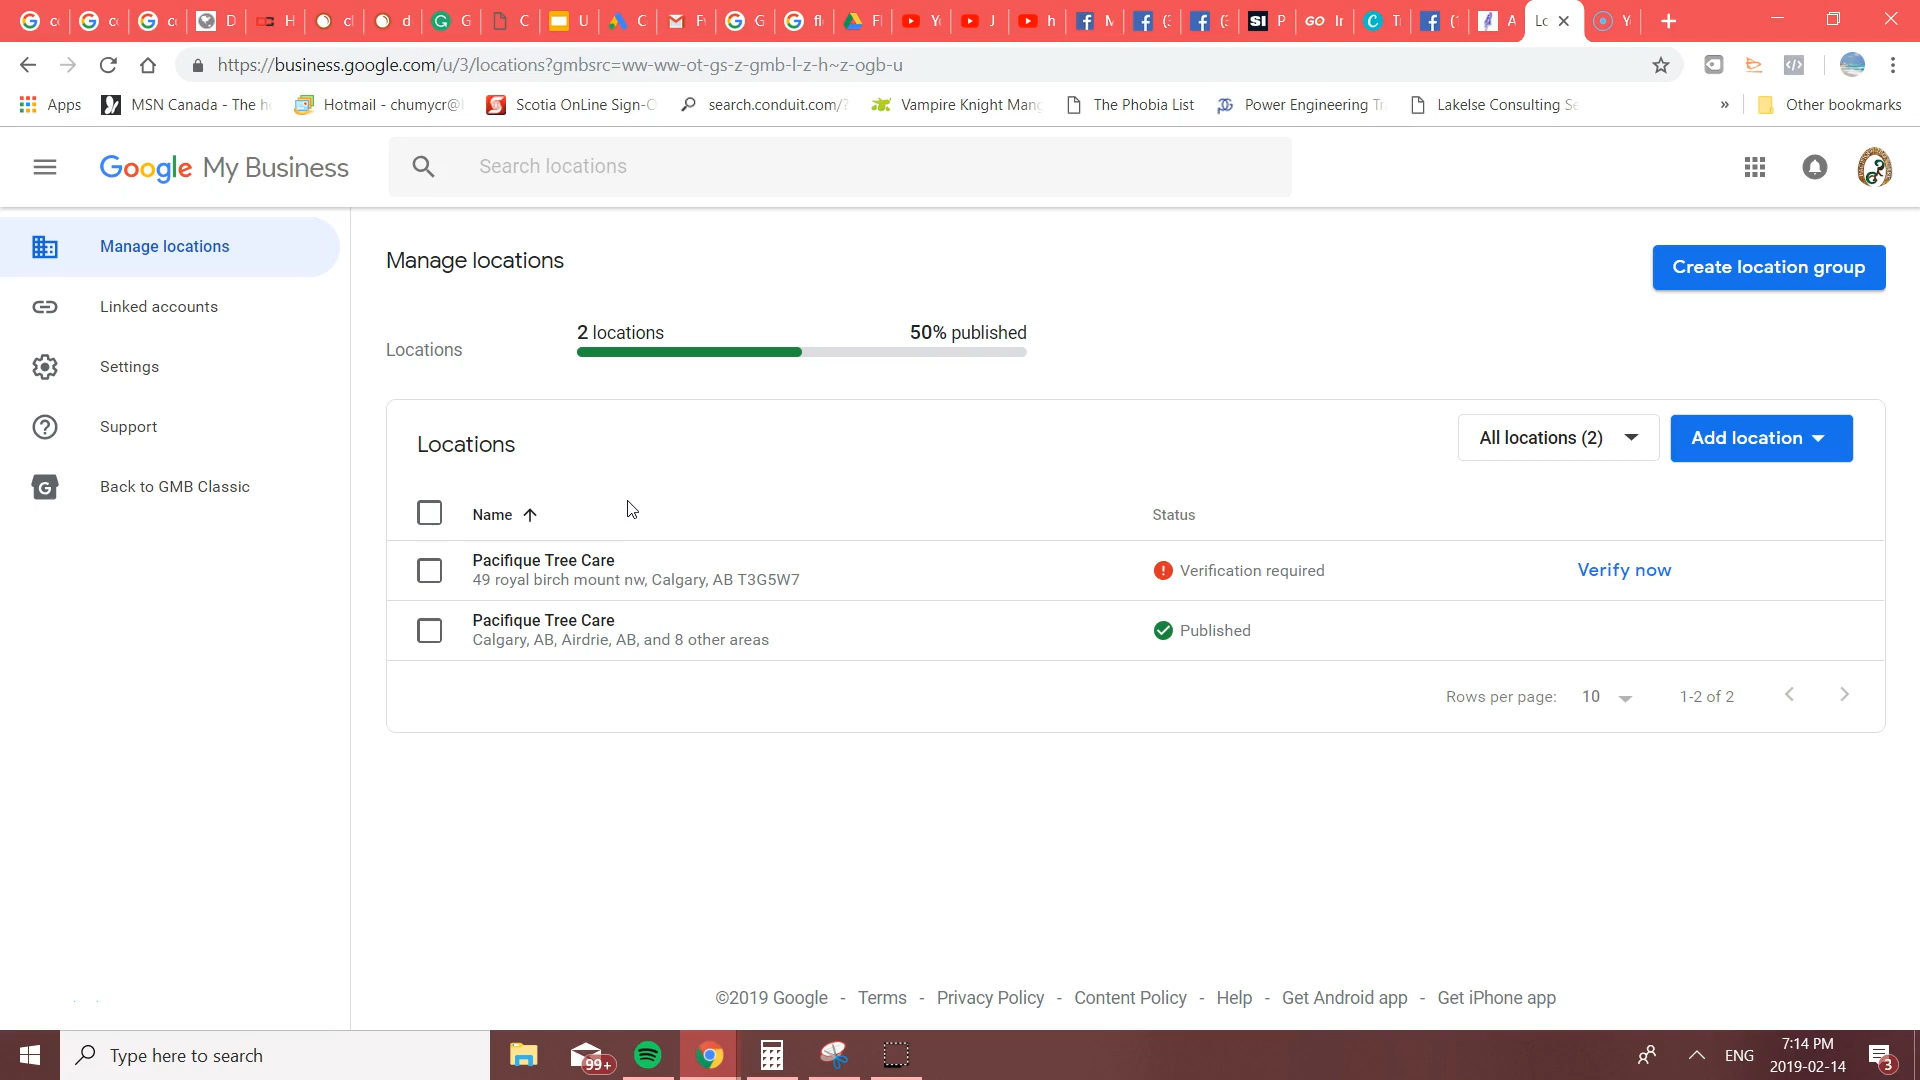 https://business.google.com/u/3/locations?gmbsrc=ww-ww-ot-gs-z-gmb-l-z-h~z-ogb-u
Apps MSN Canada - The h Hotmail - chumycr@ Scotia OnLine Sign-O search.conduit.com/? Vampire Knight Mang The Phobia List Power Engineering Tr Lakelse Consulting Se » Other bookmarks
Google My Business
Search locations
Manage locations
Linked accounts
Settings
Support
Back to GMB Classic
Manage locations
Create location group
Locations
2 locations
50% published
Locations
All locations (2)
Add location
Name
Status
Pacifique Tree Care
49 royal birch mount nw, Calgary, AB T3G5W7
Verification required
Verify now
Pacifique Tree Care
Calgary, AB, Airdrie, AB, and 8 other areas
Published
Rows per page: 10
1-2 of 2
©2019 Google - Terms - Privacy Policy - Content Policy - Help - Get Android app - Get iPhone app
Type here to search
99+
ENG
7:14 PM
2019-02-14
3